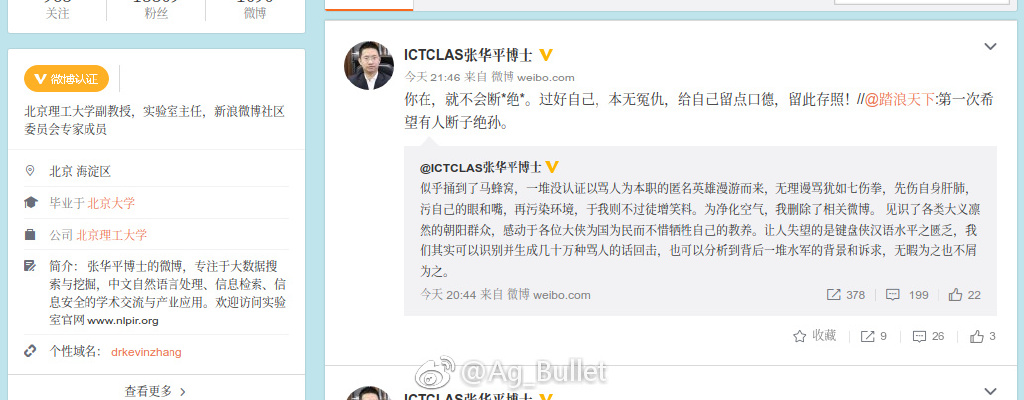 关注
粉丝
微博
微博认证
北京理工大学副教授，实验室主任，新浪微博社区
委员会专家成员
北京 海淀区
毕业于 北京大学
公司 北京理工大学
简介： 张华平博士的微博，专注于大数据搜
索与挖掘，中文自然语言处理、信息检索、信
息安全的学术交流与产业应用。欢迎访问实验
室官网 www.nlpir.org
个性域名： drkevinzhang
查看更多 >
ICTCLAS张华平博士
今天 21:46 来自 微博 weibo.com
你在，就不会断*绝*。过好自己，本无冤仇，给自己留点口德，留此存照！//@踏浪天下:第一次希
望有人断子绝孙。
@ICTCLAS张华平博士
似乎捅到了马蜂窝，一堆没认证以骂人为本职的匿名英雄漫游而来，无理谩骂犹如七伤拳，先伤自身肝肺，
污自己的眼和嘴，再污染环境，于我则不过徒增笑料。为净化空气，我删除了相关微博。 见识了各类大义凛
然的朝阳群众，感动于各位大侠为国为民而不惜牺牲自己的教养。让人失望的是键盘侠汉语水平之匮乏，我
们其实可以识别并生成几十万种骂人的话回击，也可以分析到背后一堆水军的背景和诉求，无暇为之也不屑
为之。
今天 20:44 来自 微博 weibo.com
378
199
22
收藏
9
26
3
@Ag_Bullet
ICTCLAS张华平博士